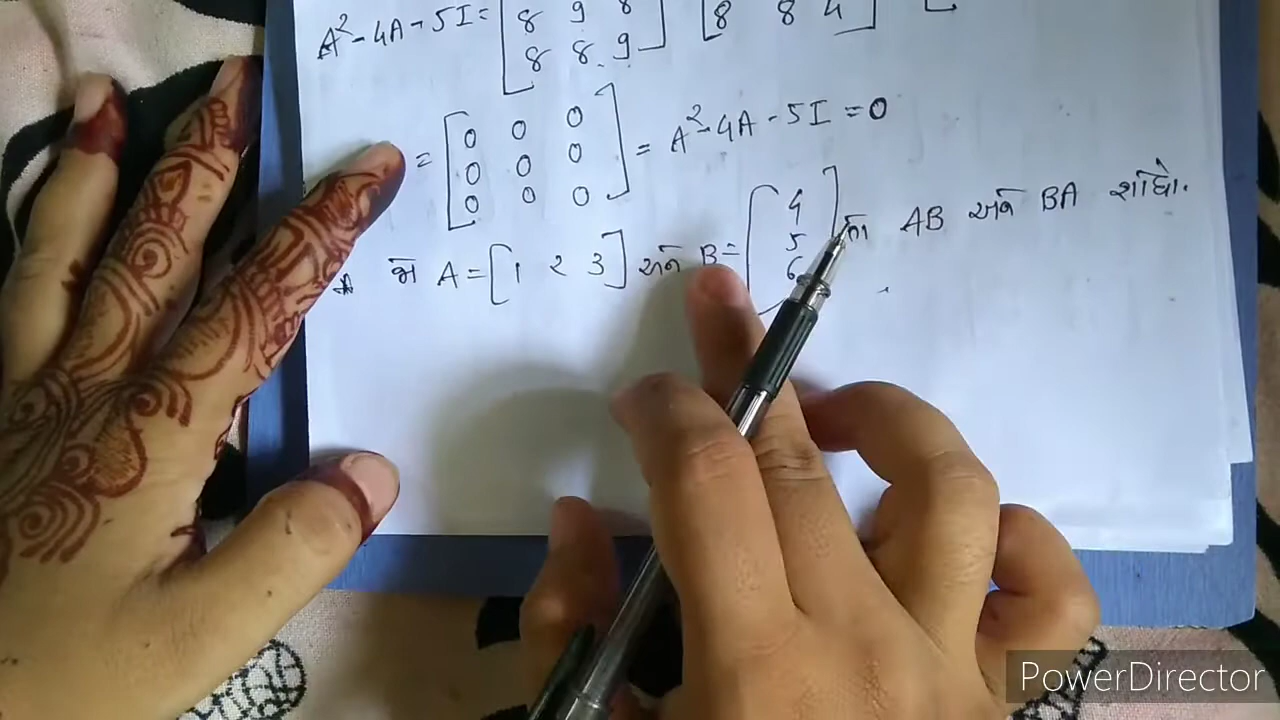 A² - 4A - 5I = [8 9 8] [8 8 4] [
8 8 9
= [0 0 0
0 0 0
0 0 0] = A² - 4A - 5I = 0
જો A = [1 2 3] અને B = [4 5 6] તો AB અને BA શોધો.
PowerDirector